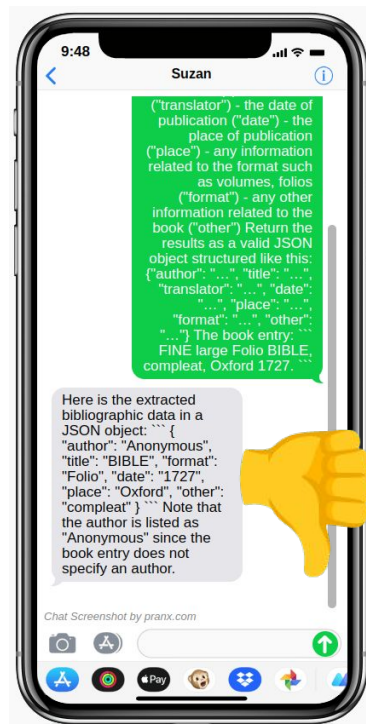 9:48
Suzan
("translator") - the date of
publication ("date") - the
place of publication
("place") - any information
related to the format such
as volumes, folios
("format") - any other
information related to the
book ("other") Return the
results as a valid JSON
object structured like this:
{"author": "...", "title": "...",
"translator": "...", "date":
"...", "place": "...",
"format": "...", "other":
"..."} The book entry: ```
FINE large Folio BIBLE,
compleat, Oxford 1727. ```
Here is the extracted
bibliographic data in a
JSON object: ``` {
"author": "Anonymous",
"title": "BIBLE", "format":
"Folio", "date": "1727",
"place": "Oxford", "other":
"compleat" } ``` Note that
the author is listed as
"Anonymous" since the
book entry does not
specify an author.
Chat Screenshot by pranx.com
Pay